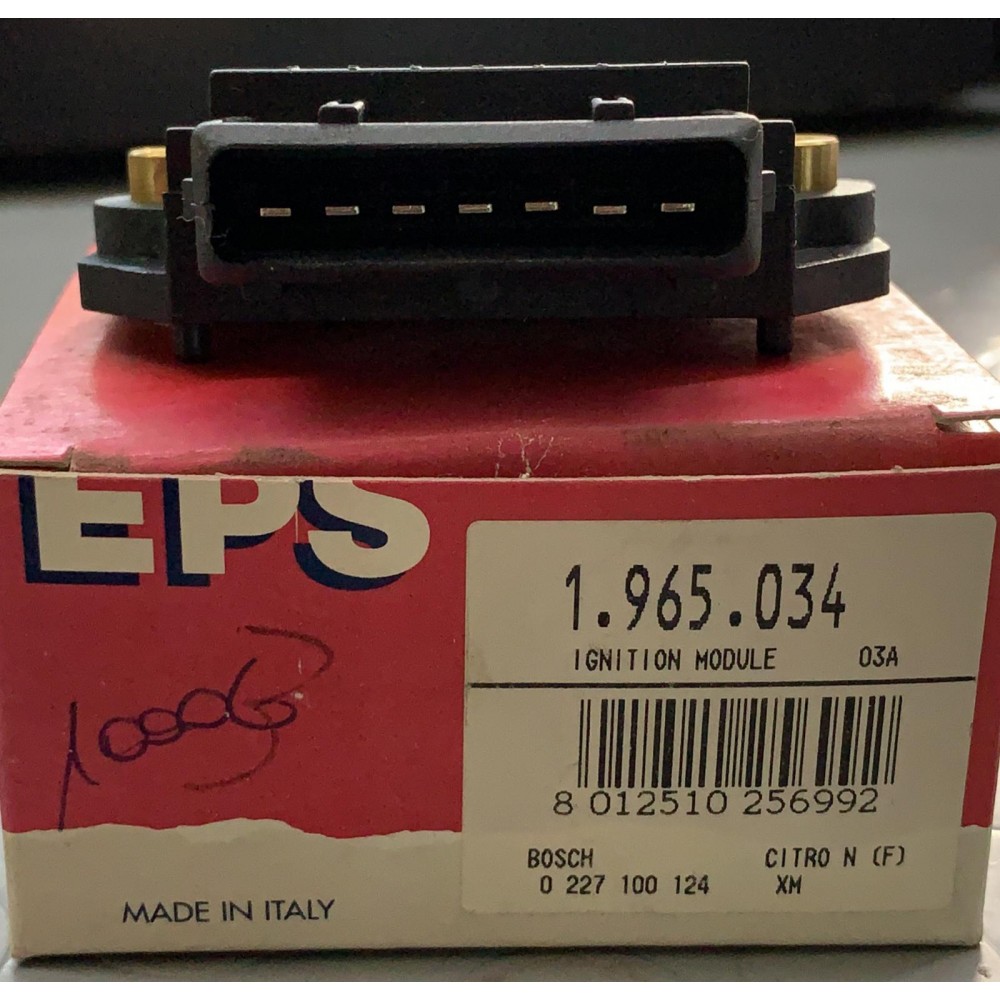 EPS
1.965.034
IGNITION MODULE 03A
8 012510 256992
BOSCH CITRO N (F)
0 227 100 124 XM
MADE IN ITALY